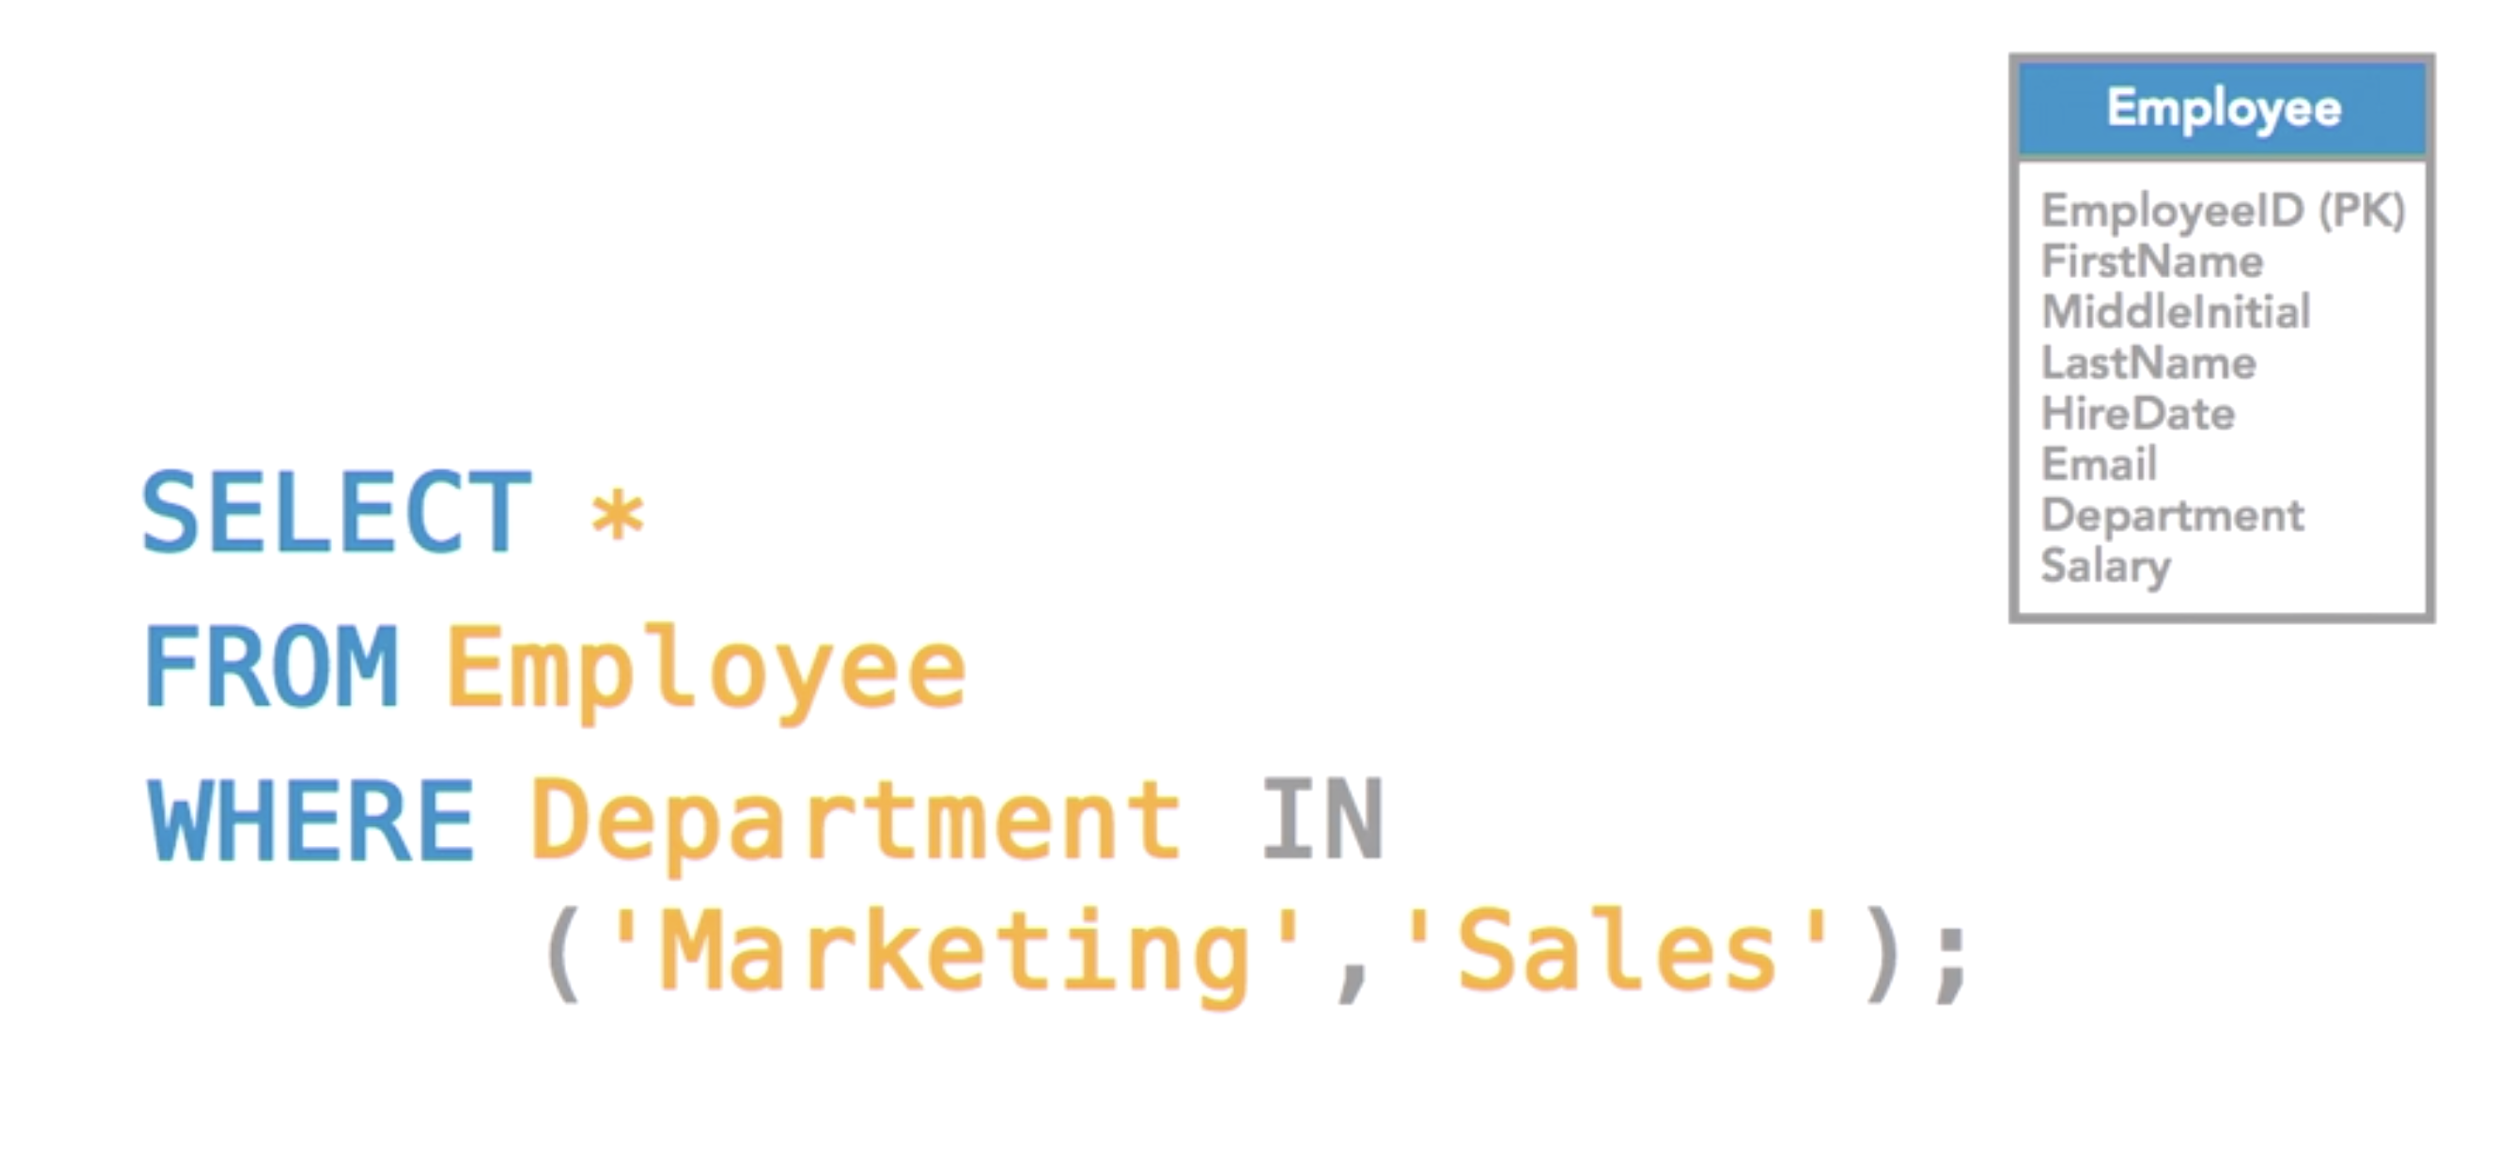 Employee
EmployeeID (PK)
FirstName
MiddleInitial
LastName
HireDate
Email
Department
Salary
SELECT *
FROM Employee
WHERE Department IN
('Marketing','Sales');